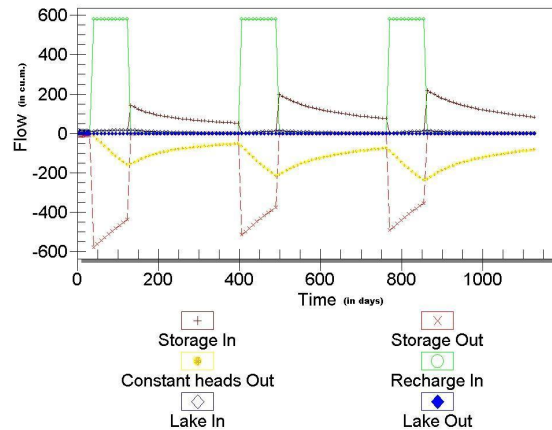 600
400
200
0
-200
-400
-600
Flow (in cu.m.)
0 200 400 600 800 1000
Time (in days)
Storage In Storage Out
Constant heads Out Recharge In
Lake In Lake Out